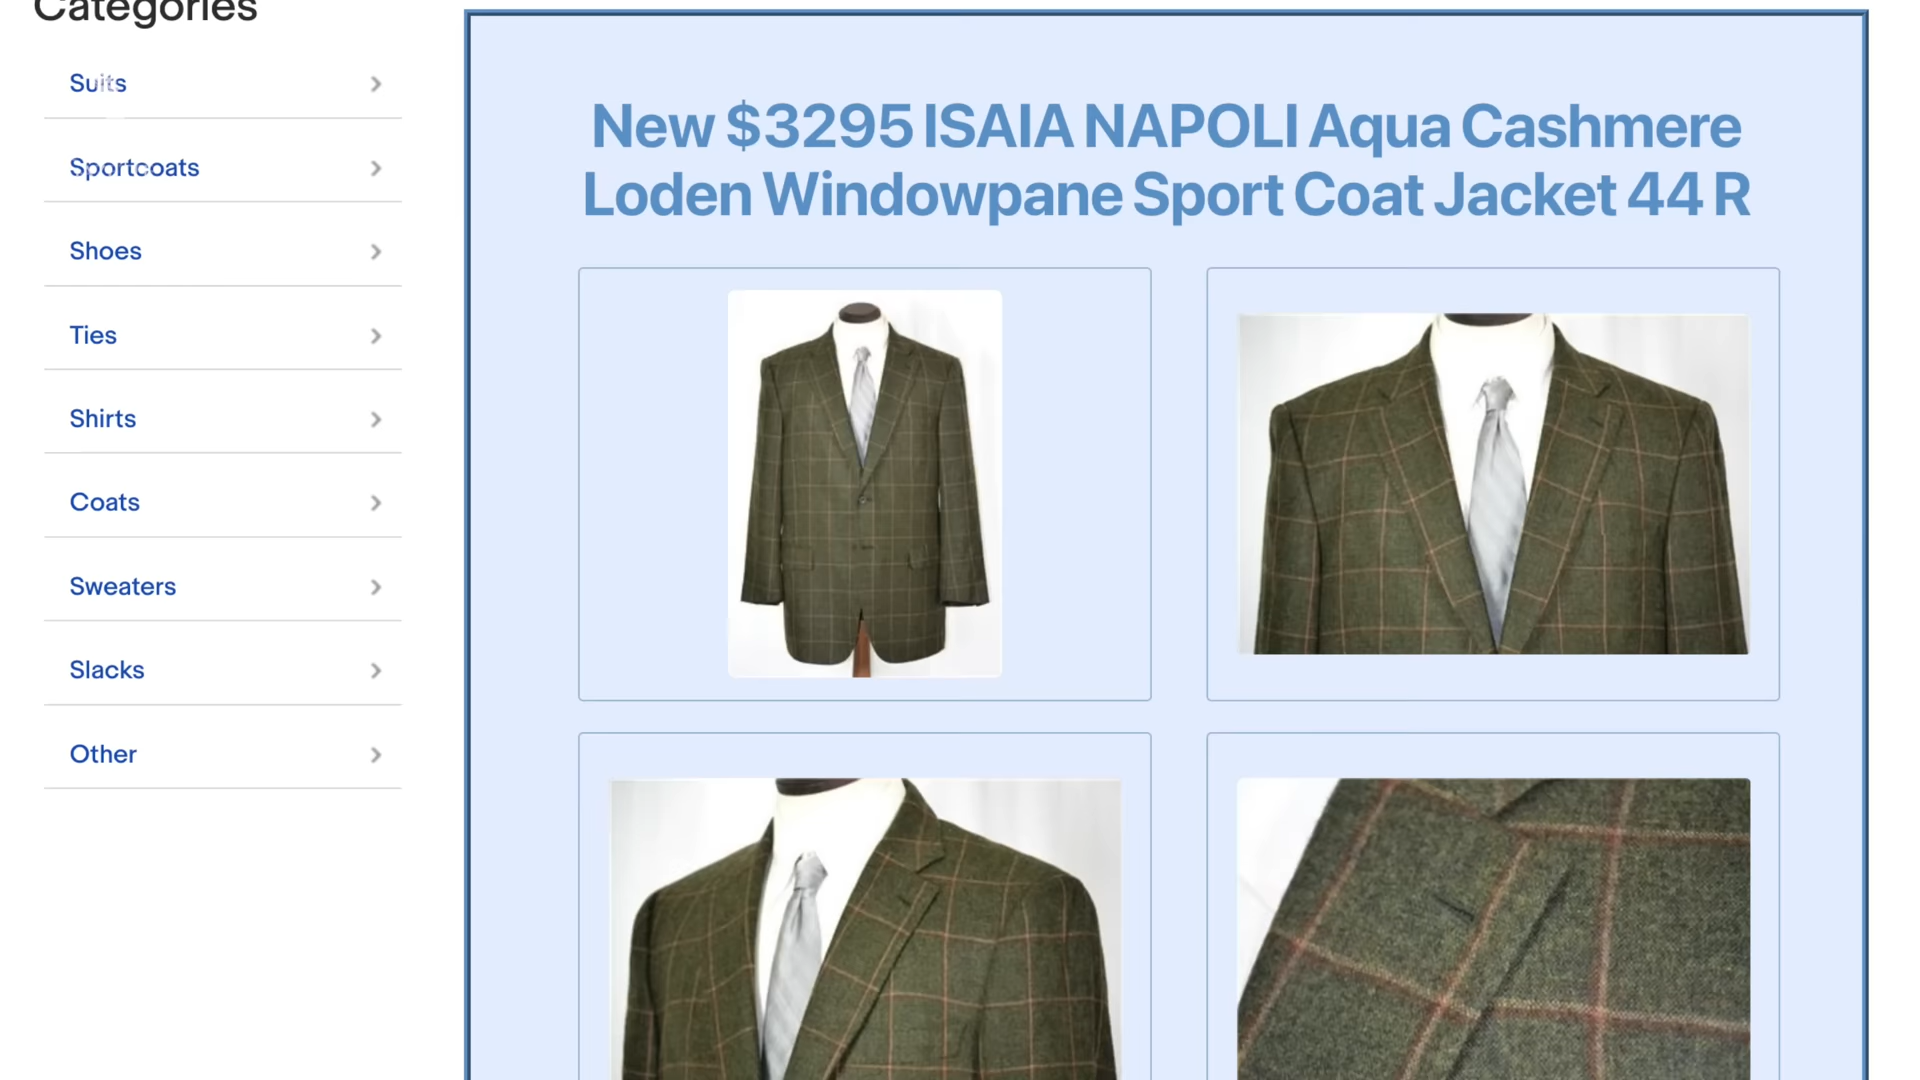 Categories
Suits
Sportcoats
Shoes
Ties
Shirts
Coats
Sweaters
Slacks
Other
New $3295 ISAIA NAPOLI Aqua Cashmere
Loden Windowpane Sport Coat Jacket 44 R